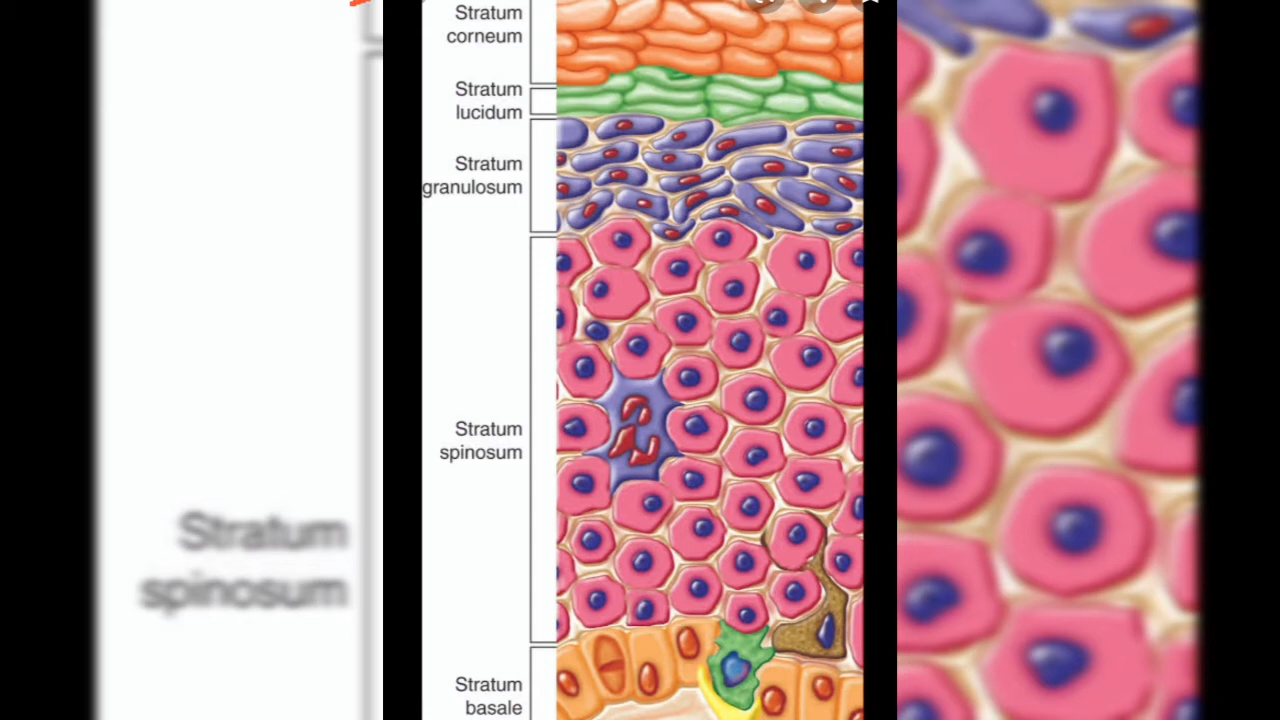 Stratum
corneum
Stratum
lucidum
Stratum
granulosum
Stratum
spinosum
Stratum
basale
Stratum
spinosum